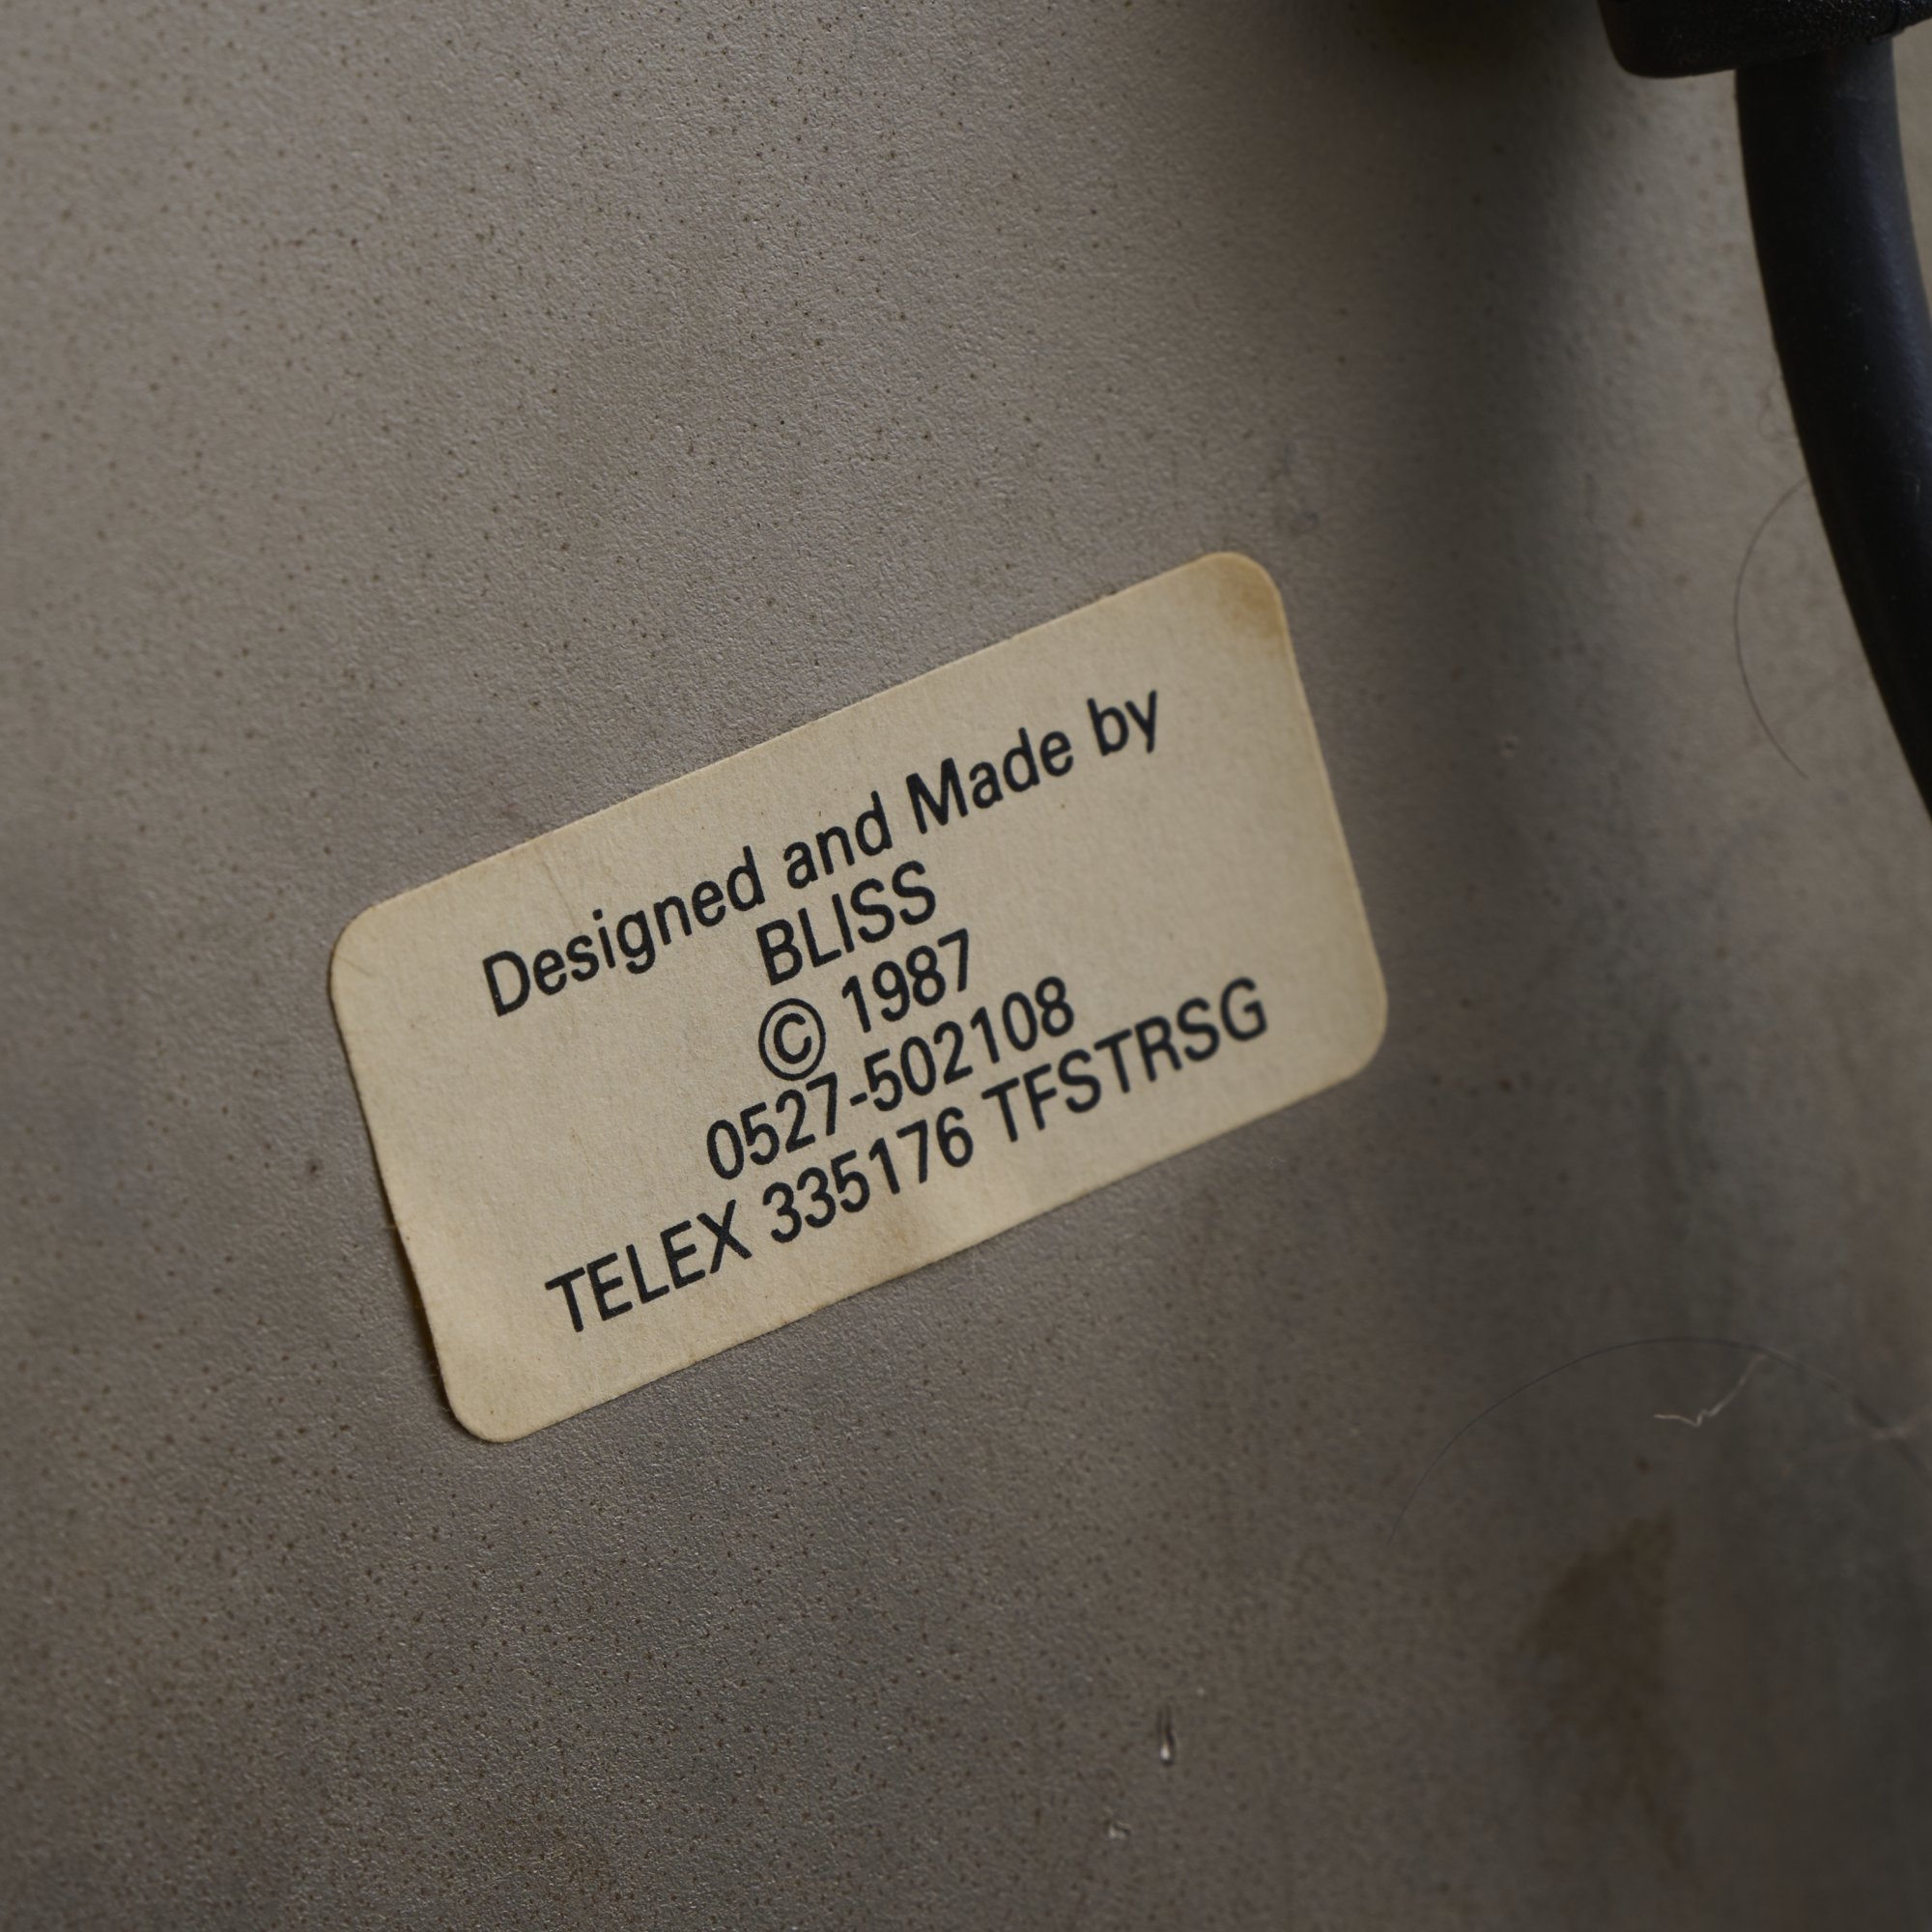 Designed and Made by
BLISS
© 1987
0527-502108
TELEX 335176 TFSTRSG